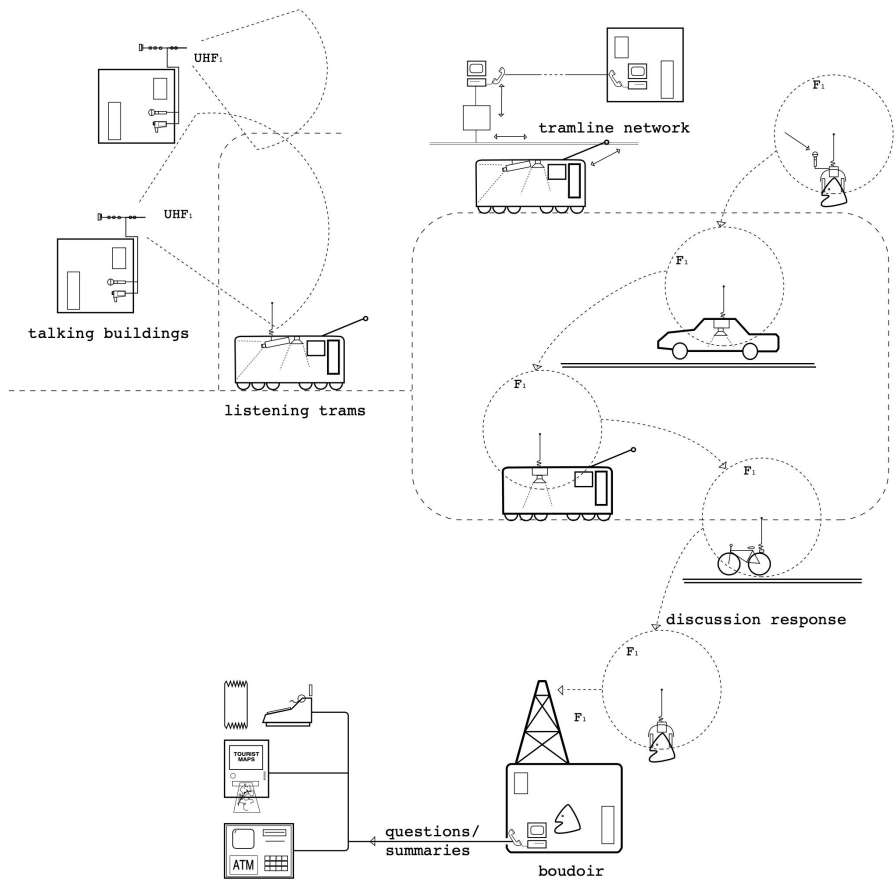 UHF1
tramline network
F1
UHF1
talking buildings
F1
listening trams
F1
F1
discussion response
F1
F1
TOURIST
MAPS
questions/
summaries
ATM
boudoir